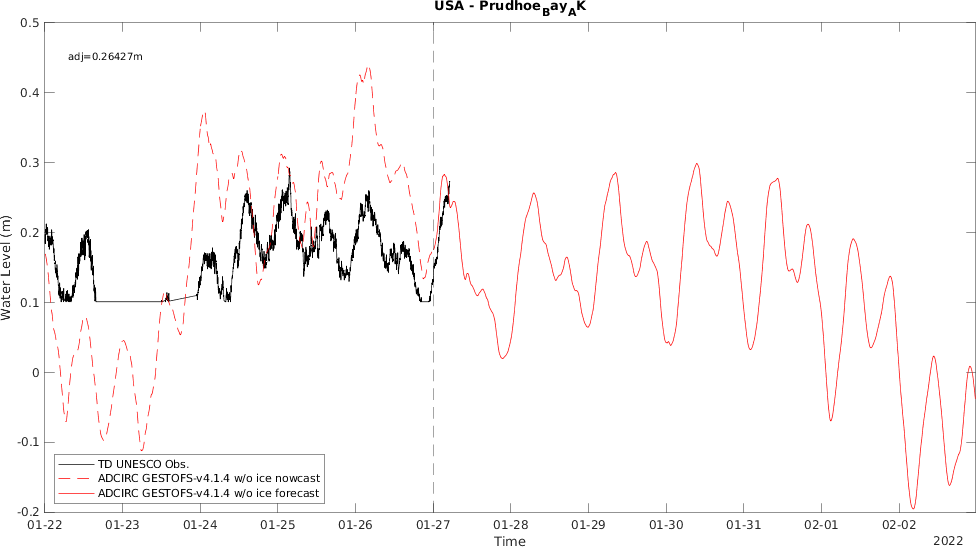 USA - PrudhoeBayAK
adj=0.26427m
0.5
0.4
0.3
0.2
0.1
0
-0.1
-0.2
Water Level (m)
TD UNESCO Obs.
ADCIRC GESTOFS-v4.1.4 w/o ice nowcast
ADCIRC GESTOFS-v4.1.4 w/o ice forecast
01-22 01-23 01-24 01-25 01-26 01-27 01-28 01-29 01-30 01-31 02-01 02-02
Time
2022